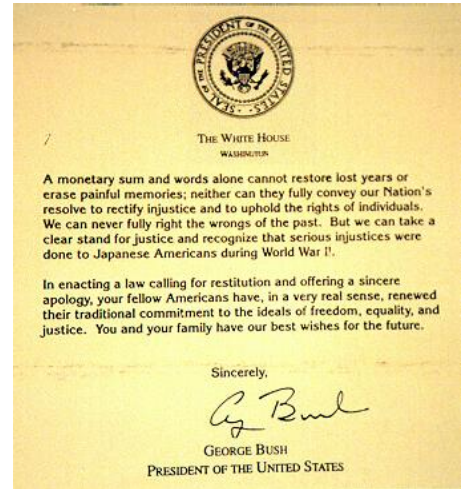 SEAL OF THE PRESIDENT OF THE UNITED STATES
THE WHITE HOUSE
WASHINGTON
A monetary sum and words alone cannot restore lost years or
erase painful memories; neither can they fully convey our Nation's
resolve to rectify injustice and to uphold the rights of individuals.
We can never fully right the wrongs of the past. But we can take a
clear stand for justice and recognize that serious injustices were
done to Japanese Americans during World War II.
In enacting a law calling for restitution and offering a sincere
apology, your fellow Americans have, in a very real sense, renewed
their traditional commitment to the ideals of freedom, equality, and
justice. You and your family have our best wishes for the future.
Sincerely,
G Bush
GEORGE BUSH
PRESIDENT OF THE UNITED STATES